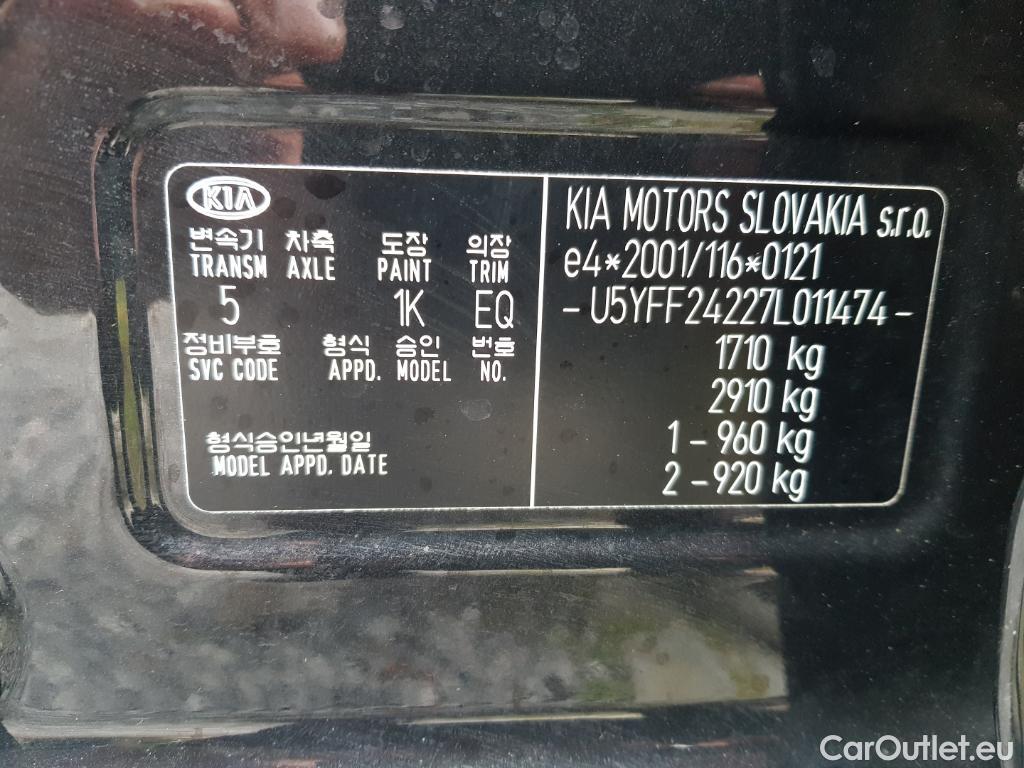 KIA
변속기 차축 도장 의장
TRANSM AXLE PAINT TRIM
5 1K EQ
정비부호 형식 승인 번호
SVC CODE APPD. MODEL NO.
형식승인년월일
MODEL APPD. DATE
KIA MOTORS SLOVAKIA s.r.o.
e4*2001/116*0121
- U5YFF24227L011474 -
1710 kg
2910 kg
1 - 960 kg
2 - 920 kg
CarOutlet.eu